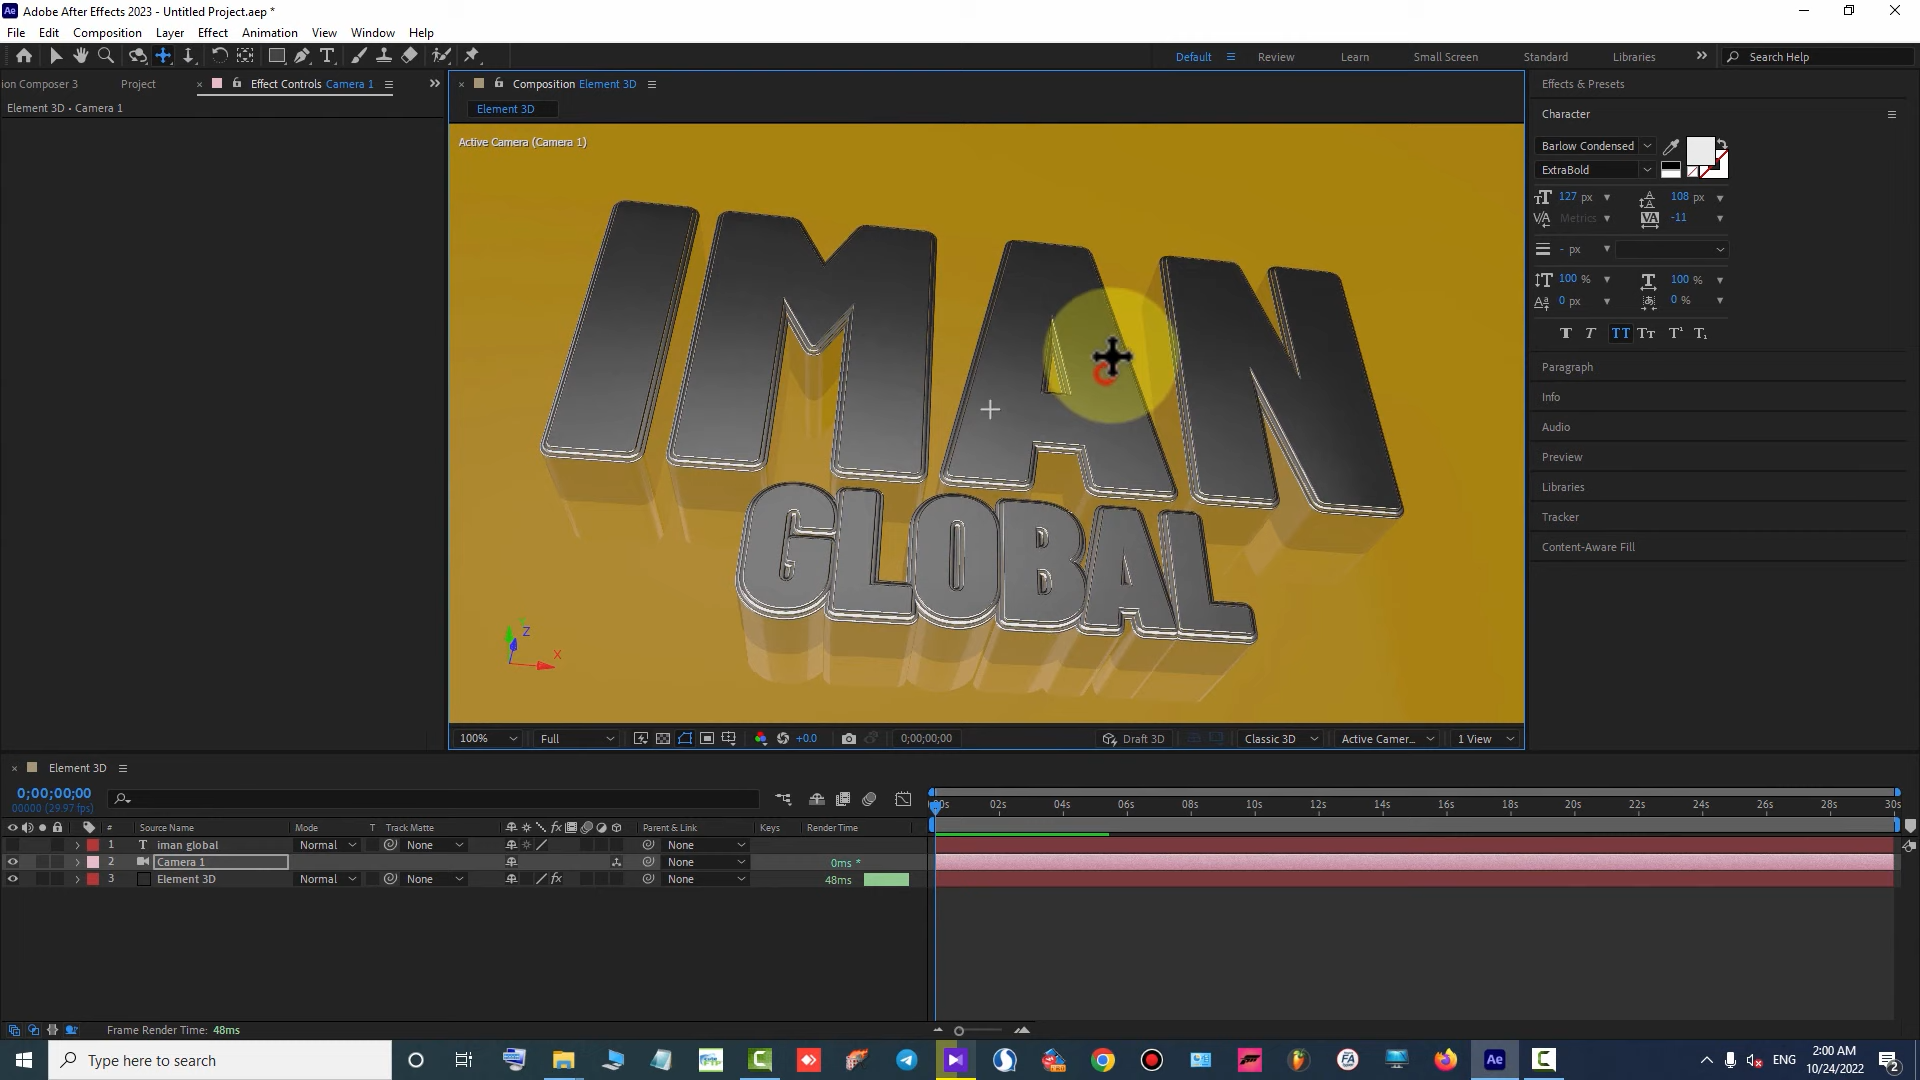 Ae Adobe After Effects 2023 - Untitled Project.aep *
File Edit Composition Layer Effect Animation View Window Help
Default Review Learn Small Screen Standard Libraries Search Help
ion Composer 3 Project Effect Controls Camera 1
Element 3D • Camera 1
Composition Element 3D
Element 3D
Active Camera (Camera 1)
IMAN
GLOBAL
Z
X
Effects & Presets
Character
Barlow Condensed
ExtraBold
127 px 108 px
Metrics -11
- px
100 % 100 %
0 px 0 %
Paragraph
Info
Audio
Preview
Libraries
Tracker
Content-Aware Fill
100% Full +0.0 0;00;00;00 Draft 3D Classic 3D Active Camer... 1 View
Element 3D
0;00;00;00
00000 (29.97 fps)
:00s 02s 04s 06s 08s 10s 12s 14s 16s 18s 20s 22s 24s 26s 28s 30s
# Source Name Mode T Track Matte Parent & Link Keys Render Time
1 T iman global Normal None None
2 Camera 1 None 0ms *
3 Element 3D Normal None None 48ms
Frame Render Time: 48ms
Type here to search
ENG
2:00 AM
10/24/2022
2